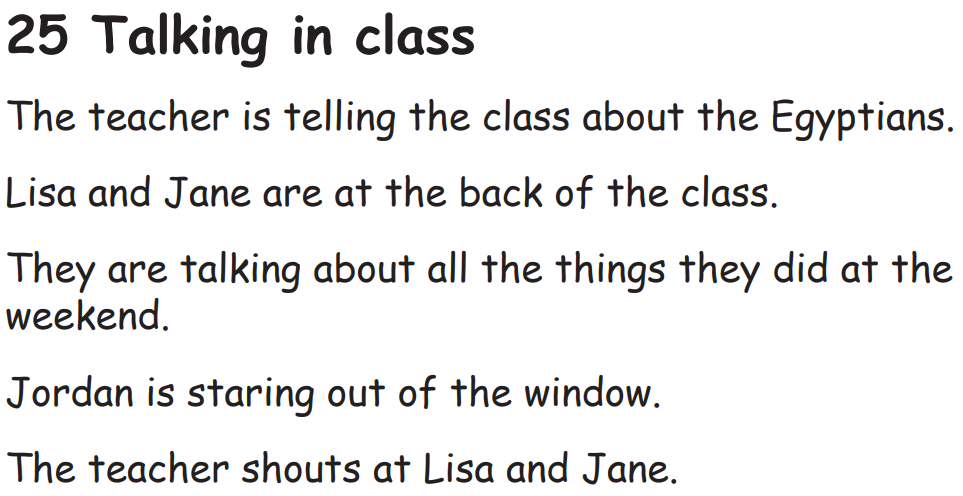 25 Talking in class
The teacher is telling the class about the Egyptians.
Lisa and Jane are at the back of the class.
They are talking about all the things they did at the
weekend.
Jordan is staring out of the window.
The teacher shouts at Lisa and Jane.